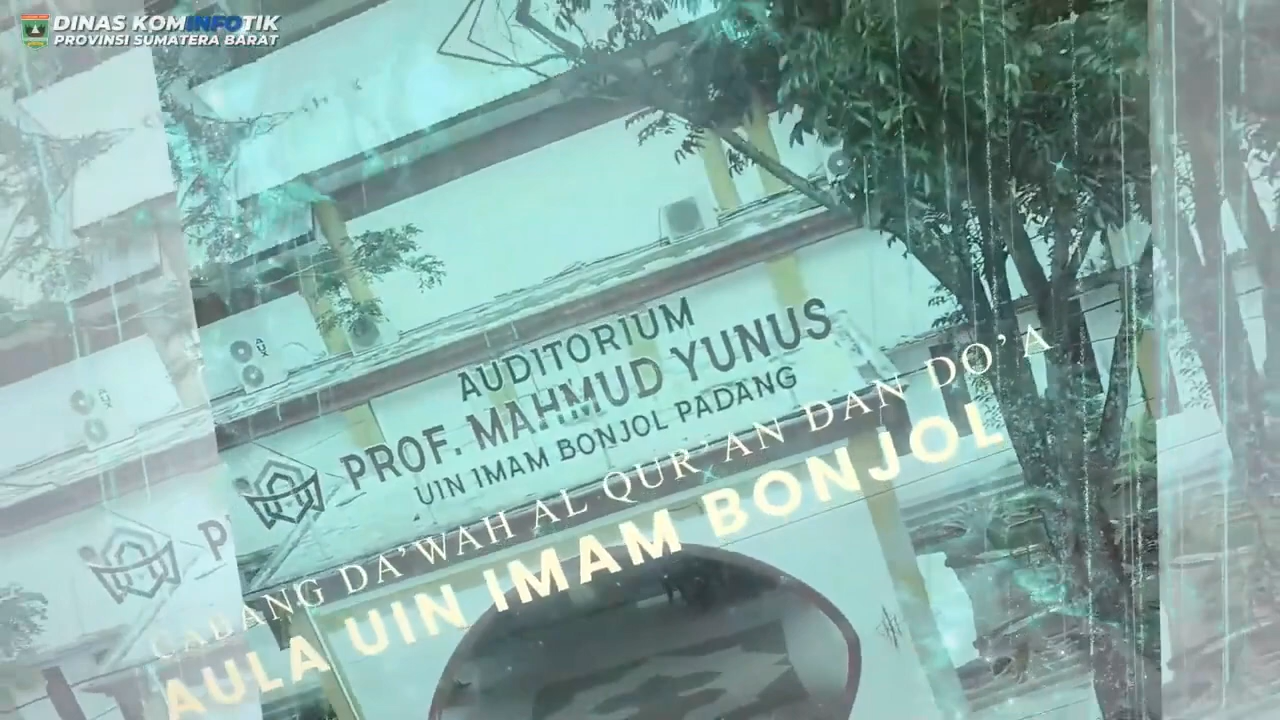 DINAS KOMINFOTIK
PROVINSI SUMATERA BARAT
AUDITORIUM
PROF. MAHMUD YUNUS
UIN IMAM BONJOL PADANG
CABANG DA'WAH AL QUR'AN DAN DO'A
AULA UIN IMAM BONJOL